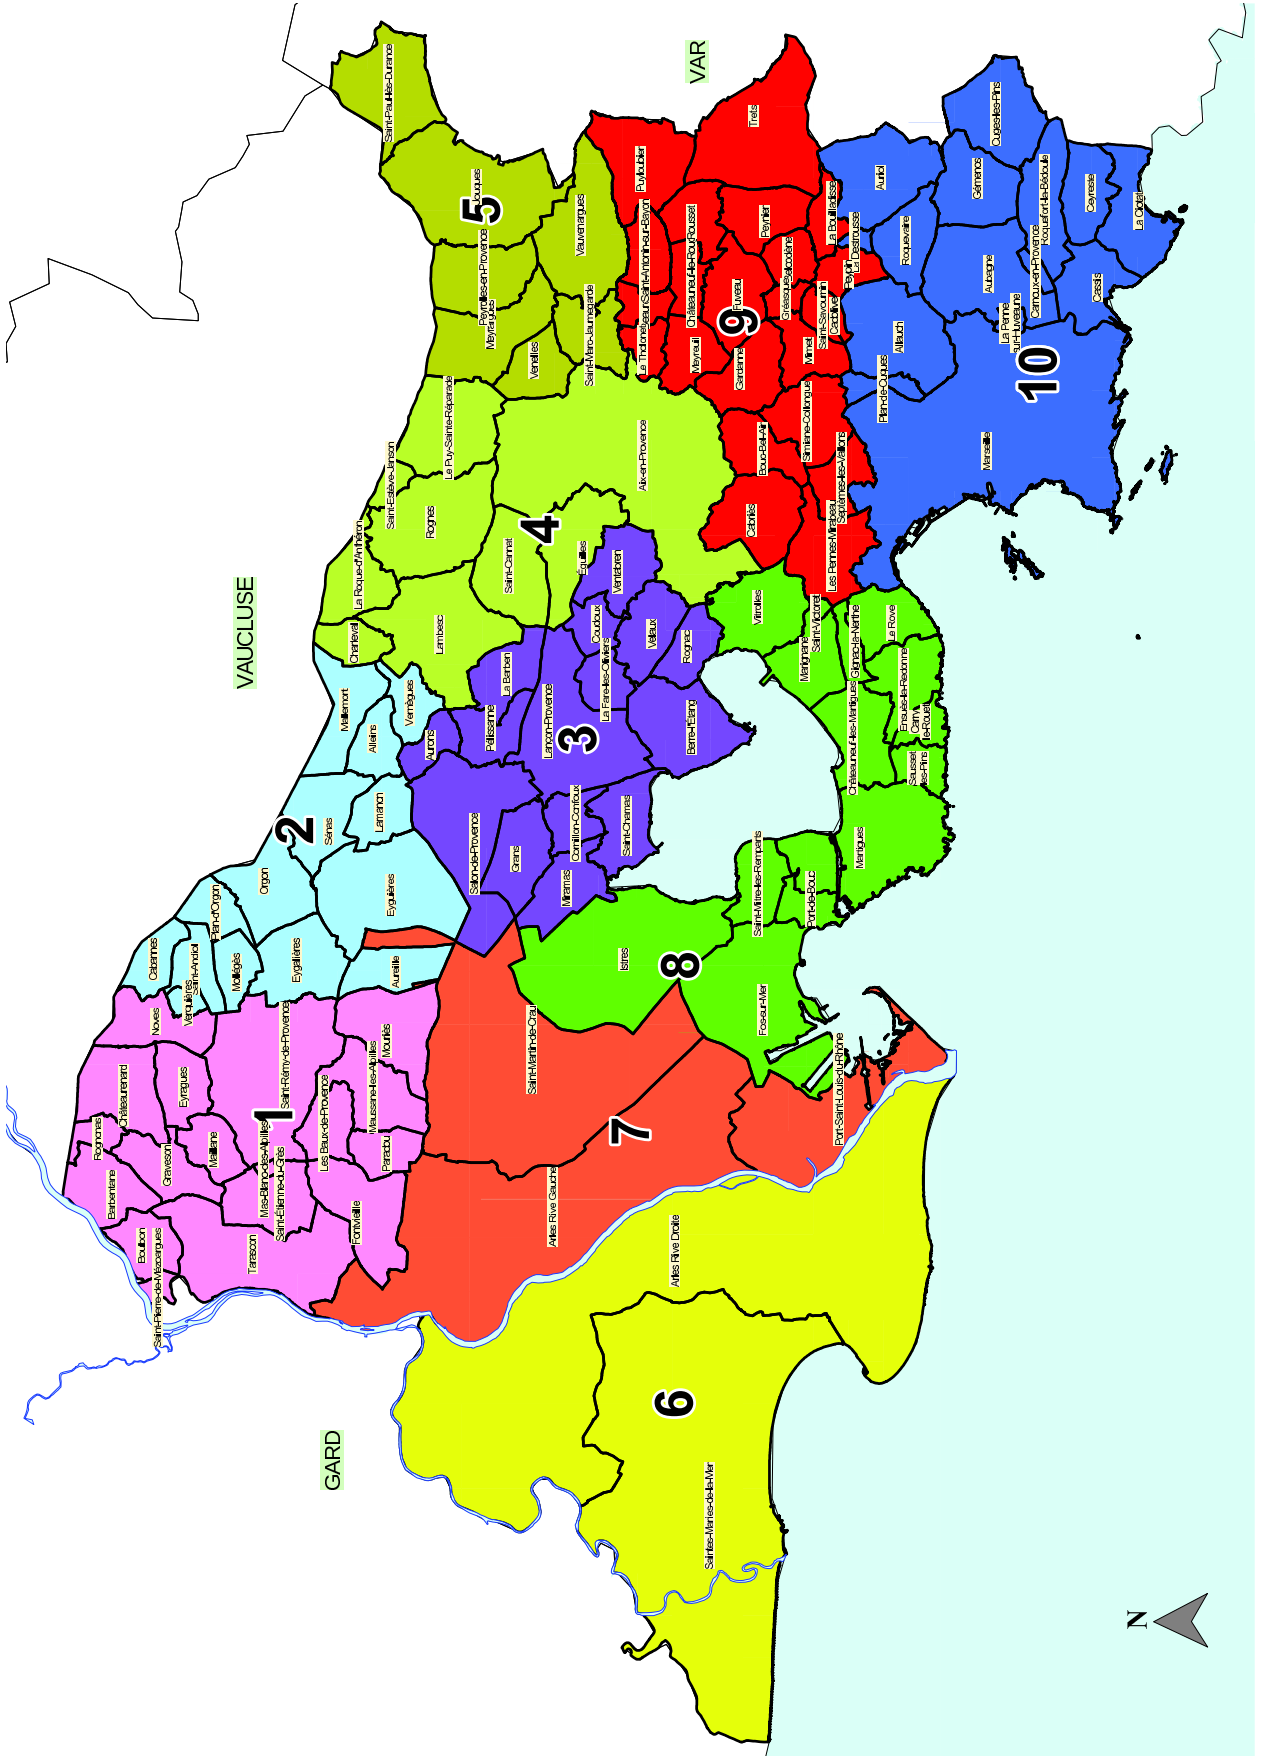 VAUCLUSE
VAR
GARD
N
1
Barbentane
Rognonas
Châteaurenard
Noves
Boulbon
Saint-Pierre-de-Mézoargues
Graveson
Eyragues
Maillane
Tarascon
Mas-Blanc-des-Alpilles
Saint-Étienne-du-Grès
Saint-Rémy-de-Provence
Les Baux-de-Provence
Fontvieille
Paradou
Maussane-les-Alpilles
Mouriès
2
Cabannes
Verquières
Saint-Andiol
Plan-d'Orgon
Mollégès
Orgon
Eygalières
Sénas
Mallemort
Alleins
Vernègues
Lamanon
Eyguières
Aureille
3
Aurons
La Barben
Pélissanne
Salon-de-Provence
Grans
Lançon-Provence
Cornillon-Confoux
Miramas
Saint-Chamas
Coudoux
Ventabren
La Fare-les-Oliviers
Velaux
Rognac
Berre-l'Étang
4
Charleval
La Roque-d'Anthéron
Saint-Estève-Janson
Le Puy-Sainte-Réparade
Rognes
Lambesc
Saint-Cannat
Éguilles
Aix-en-Provence
5
Saint-Paul-lès-Durance
Jouques
Peyrolles-en-Provence
Meyrargues
Venelles
Vauvenargues
Saint-Marc-Jaumegarde
6
Arles Rive Droite
Saintes-Maries-de-la-Mer
7
Saint-Martin-de-Crau
Arles Rive Gauche
Port-Saint-Louis-du-Rhône
8
Istres
Fos-sur-Mer
Saint-Mitre-les-Remparts
Port-de-Bouc
Martigues
Châteauneuf-les-Martigues
Sausset
-les-Pins
Carry
-le-Rouet
Ensuès-la-Redonne
Le Rove
Gignac-la-Nerthe
Marignane
Saint-Victoret
Vitrolles
9
Puyloubier
Saint-Antonin-sur-Bayon
Le Tholonet
Châteauneuf-le-Rouge
Rousset
Trets
Peynier
Meyreuil
Fuveau
Gardanne
Gréasque
Belcodène
Mimet
Saint-Savournin
Cadolive
Peypin
La Bouilladisse
La Destrousse
Bouc-Bel-Air
Simiane-Collongue
Cabriès
Septèmes-les-Vallons
Les Pennes-Mirabeau
10
Auriol
Roquevaire
Allauch
Plan-de-Cuques
Marseille
Aubagne
La Penne
-sur-Huveaune
Gémenos
Cuges-les-Pins
Carnoux-en-Provence
Roquefort-la-Bédoule
Cassis
Ceyreste
La Ciotat